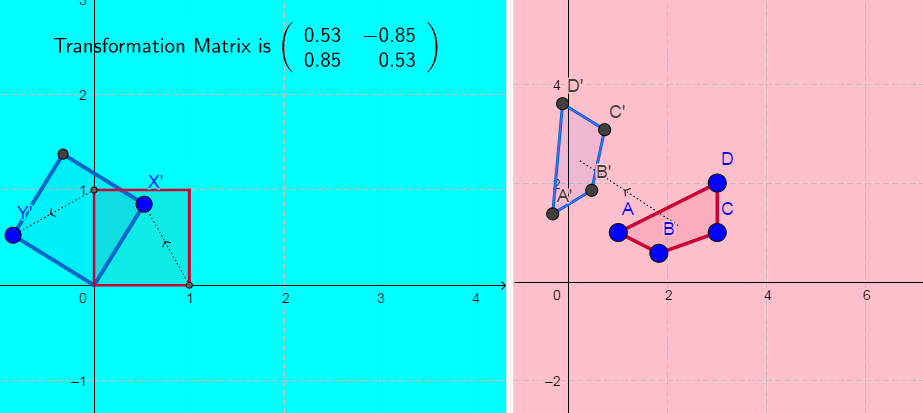 3
Transformation Matrix is ( 0.53 −0.85
0.85 0.53 )
2
1
X'
Y'
0 1 2 3 4
−1
4
D'
C'
2
B'
A'
D
A
C
B
0 2 4 6
−2